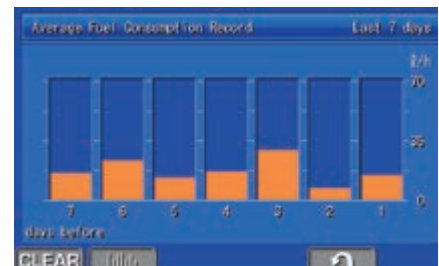 Average Fuel Consumption Record Last 7 days
ℓ/h
70
35
0
7 6 5 4 3 2 1
days before
CLEAR